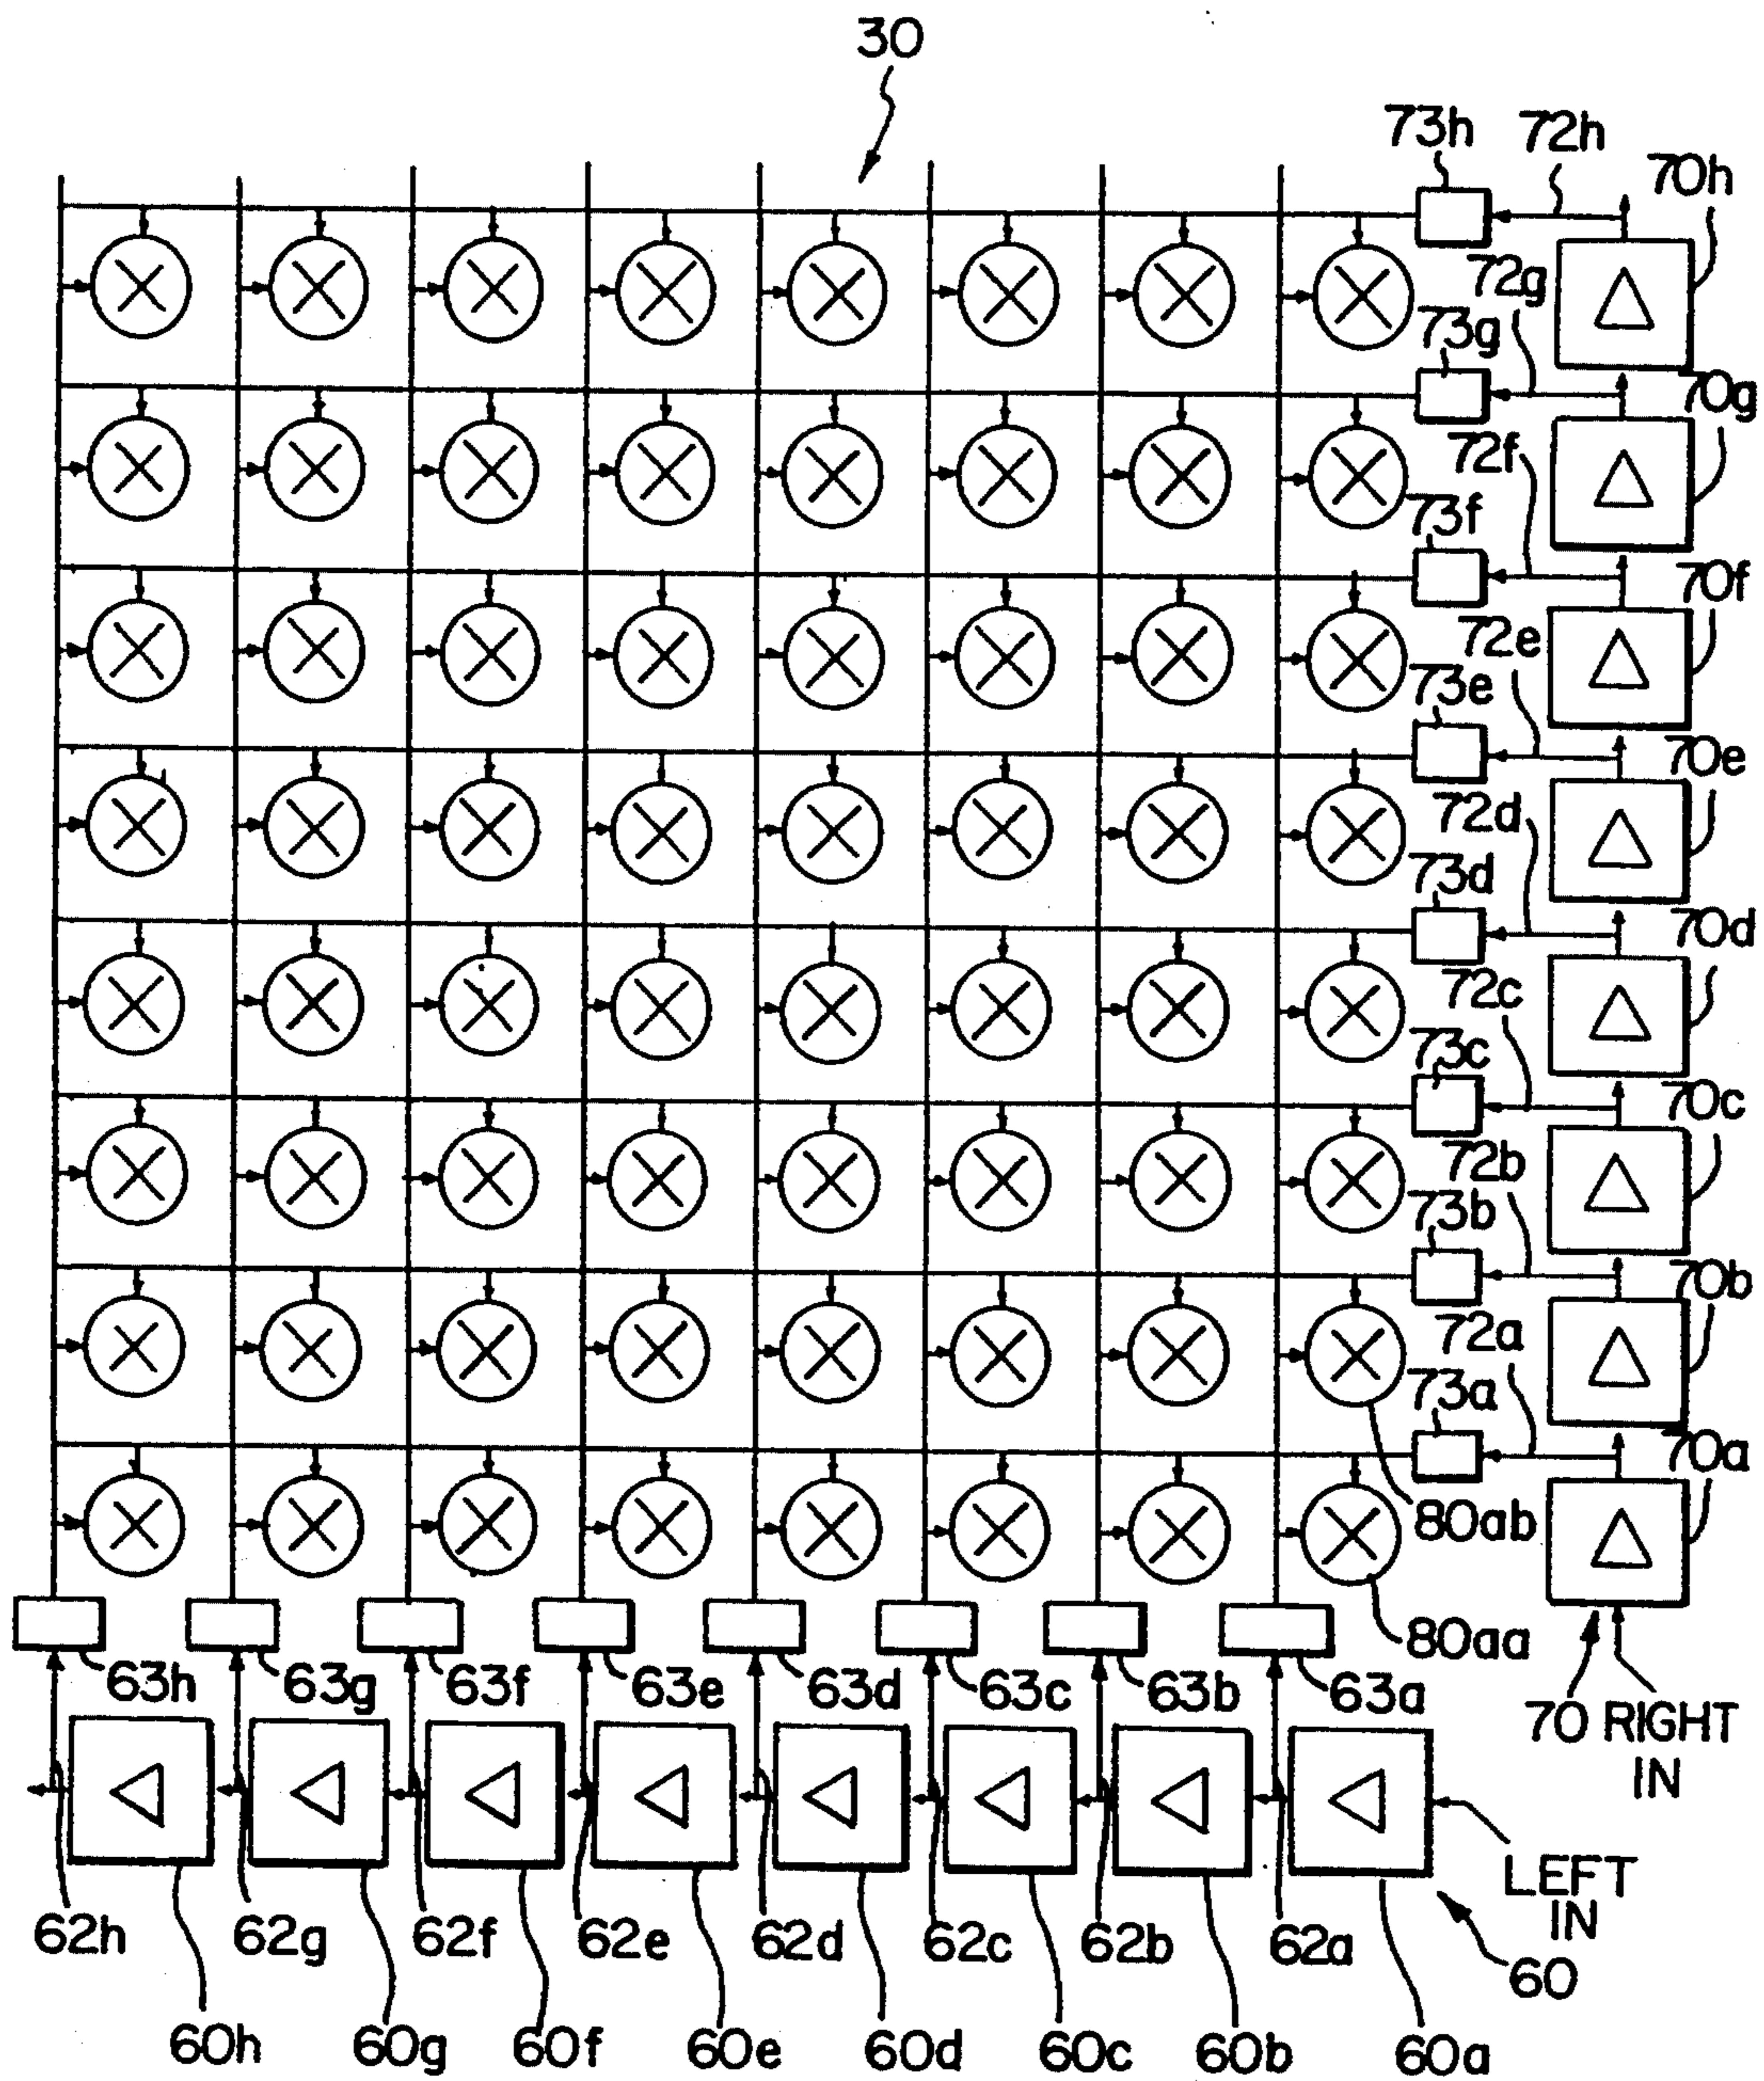 30
73h
72h
70h
72g
73g
70g
72f
73f
70f
72e
73e
70e
72d
73d
70d
72c
73c
70c
72b
73b
70b
72a
73a
70a
80ab
80aa
63h
63g
63f
63e
63d
63c
63b
63a
70
RIGHT
IN
LEFT
IN
62h
62g
62f
62e
62d
62c
62b
62a
60
60h
60g
60f
60e
60d
60c
60b
60a